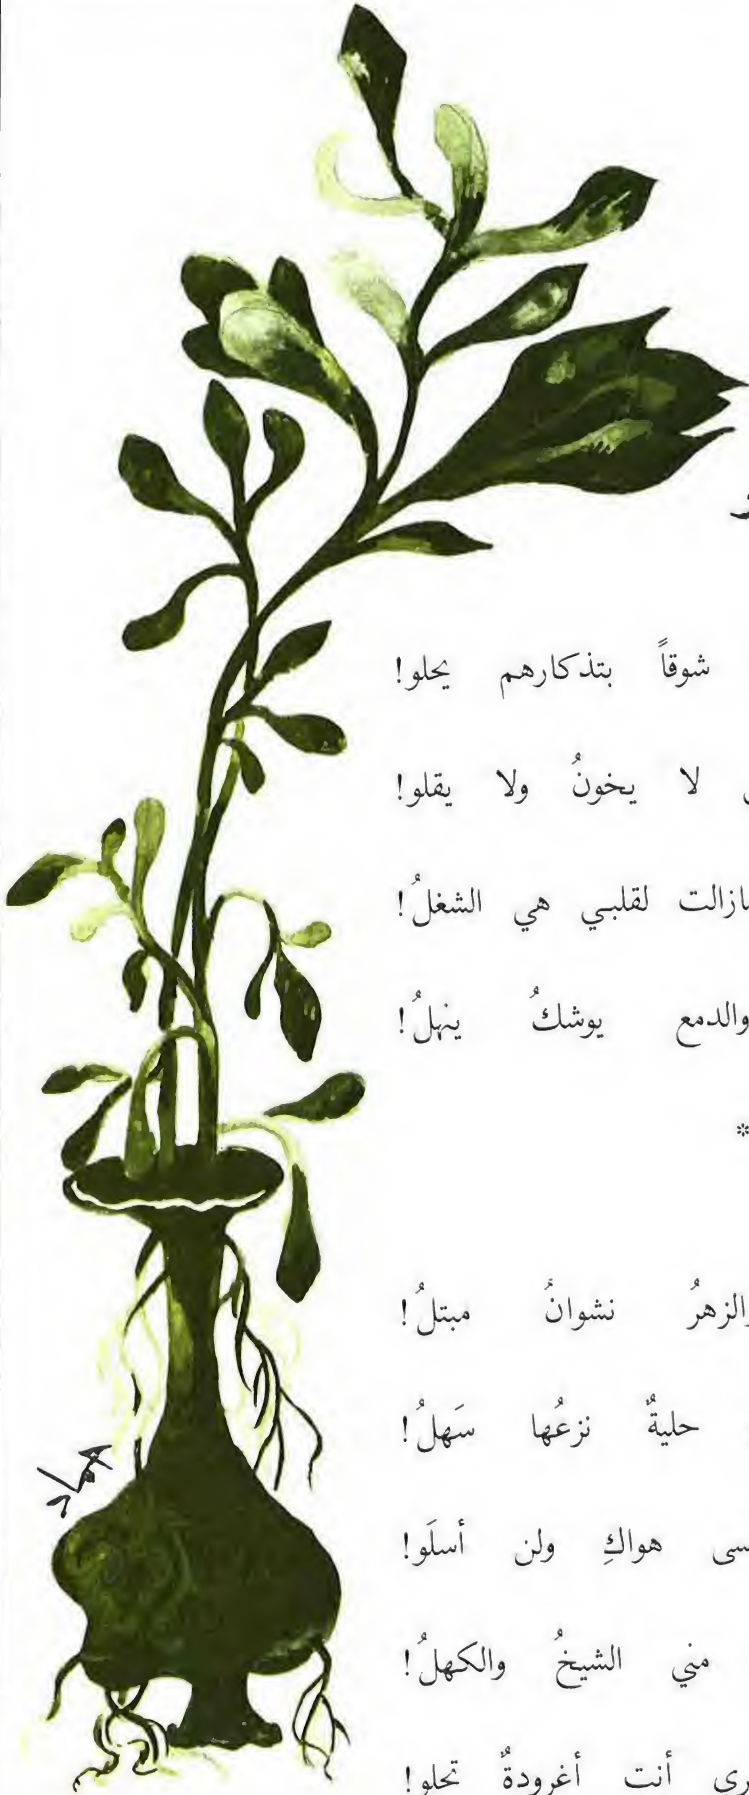 شوقاً بتذكارهم يحلو!
لا يخونُ ولا يقلو!
مازالت لقلبي هي الشغلُ!
والدمع يوشكُ ينهلُ!
*
والزهرُ نشوانُ مبتلُ!
حليةٌ نزعُها سَهلُ!
هواكِ ولن أسلَو!
مني الشيخُ والكهلُ!
أنت أغرودةٌ تحلو!